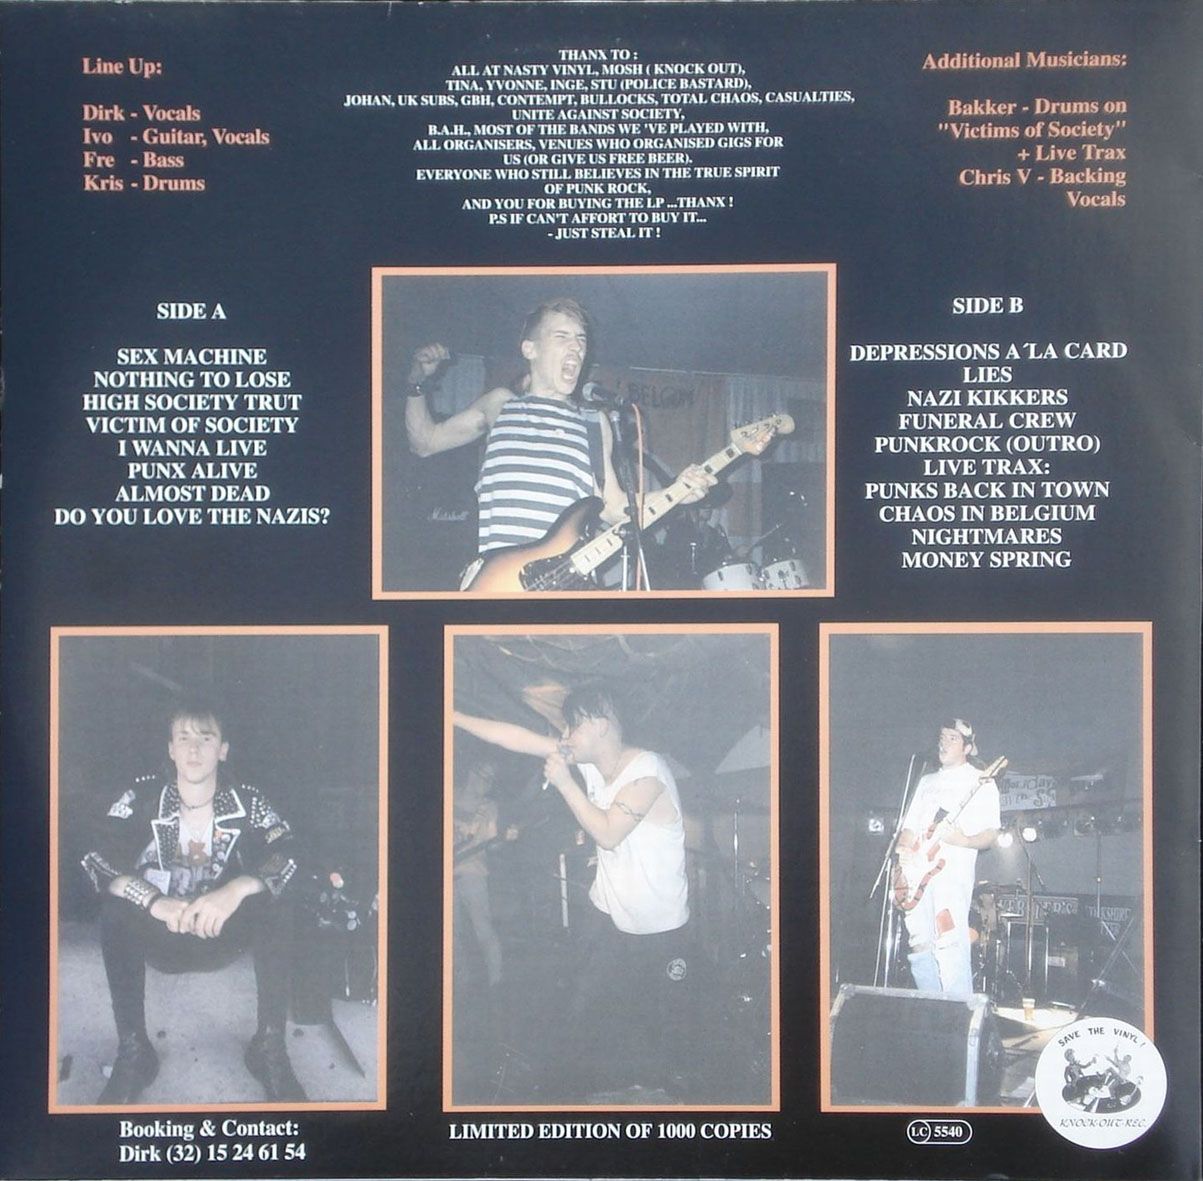 Line Up:
Dirk - Vocals
Ivo - Guitar, Vocals
Fre - Bass
Kris - Drums
THANX TO :
ALL AT NASTY VINYL, MOSH ( KNOCK OUT),
TINA, YVONNE, INGE, STU (POLICE BASTARD),
JOHAN, UK SUBS, GBH, CONTEMPT, BULLOCKS, TOTAL CHAOS, CASUALTIES,
UNITE AGAINST SOCIETY,
B.A.H., MOST OF THE BANDS WE 'VE PLAYED WITH,
ALL ORGANISERS, VENUES WHO ORGANISED GIGS FOR
US (OR GIVE US FREE BEER).
EVERYONE WHO STILL BELIEVES IN THE TRUE SPIRIT
OF PUNK ROCK,
AND YOU FOR BUYING THE LP ...THANX !
P.S IF CAN'T AFFORT TO BUY IT...
- JUST STEAL IT !
Additional Musicians:
Bakker - Drums on
"Victims of Society"
+ Live Trax
Chris V - Backing
Vocals
SIDE A
SEX MACHINE
NOTHING TO LOSE
HIGH SOCIETY TRUT
VICTIM OF SOCIETY
I WANNA LIVE
PUNX ALIVE
ALMOST DEAD
DO YOU LOVE THE NAZIS?
BELGIUM
Marshall
SIDE B
DEPRESSIONS A´LA CARD
LIES
NAZI KIKKERS
FUNERAL CREW
PUNKROCK (OUTRO)
LIVE TRAX:
PUNKS BACK IN TOWN
CHAOS IN BELGIUM
NIGHTMARES
MONEY SPRING
YORKSHIRE
Booking & Contact:
Dirk (32) 15 24 61 54
LIMITED EDITION OF 1000 COPIES
LC 5540
SAVE THE VINYL!
KNOCK-OUT-REC.